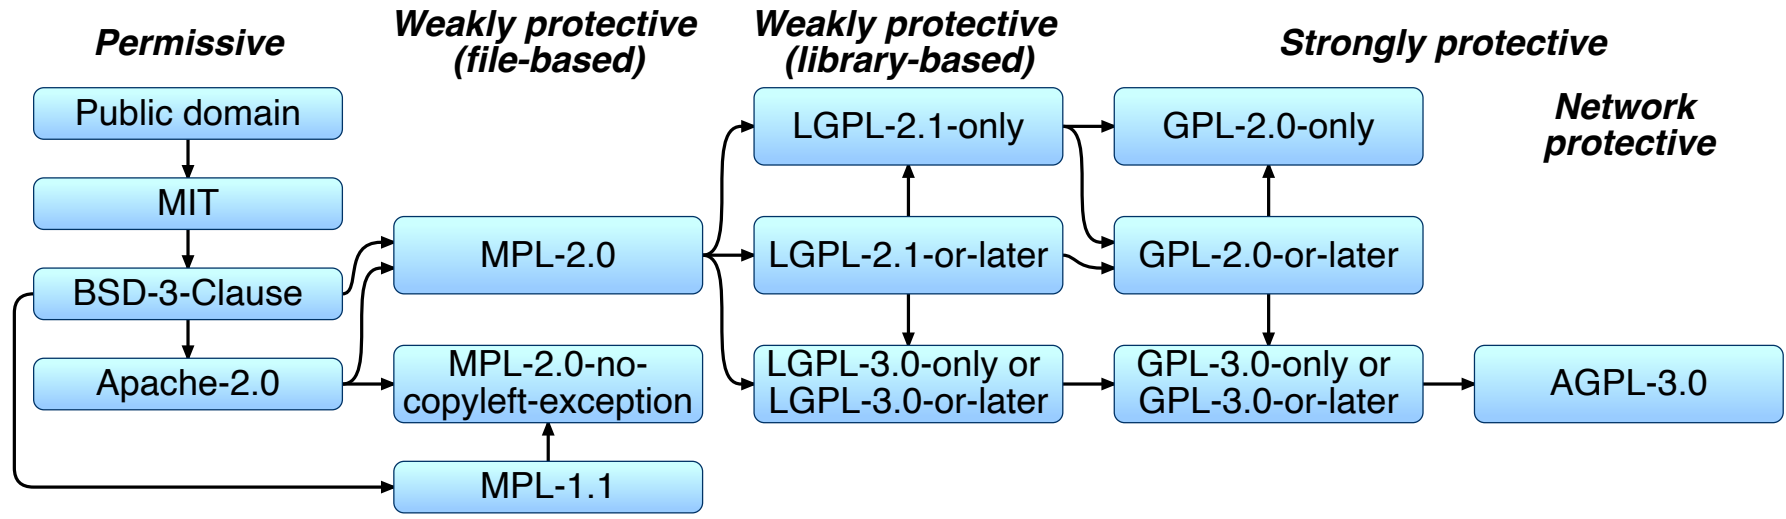 Permissive
Weakly protective
(file-based)
Weakly protective
(library-based)
Strongly protective
Network
protective
Public domain
MIT
BSD-3-Clause
Apache-2.0
MPL-2.0
MPL-2.0-no-
copyleft-exception
MPL-1.1
LGPL-2.1-only
LGPL-2.1-or-later
LGPL-3.0-only or
LGPL-3.0-or-later
GPL-2.0-only
GPL-2.0-or-later
GPL-3.0-only or
GPL-3.0-or-later
AGPL-3.0